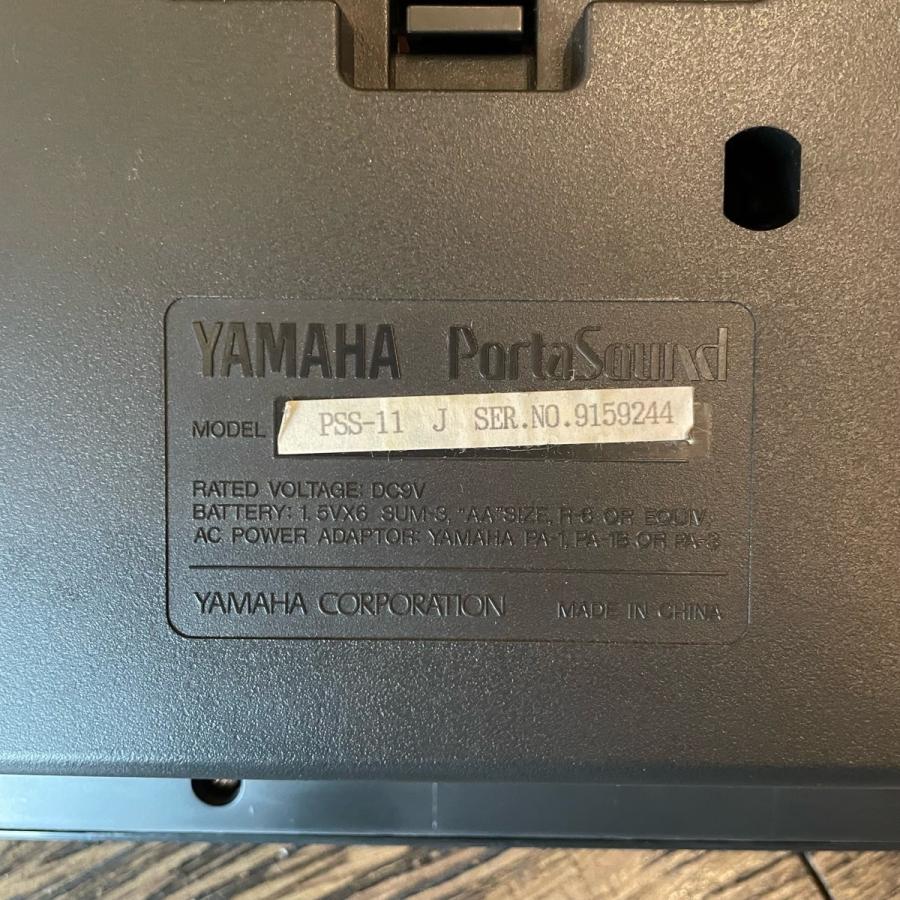 YAMAHA PortaSound
MODEL PSS-11 J SER.NO.9159244
RATED VOLTAGE: DC9V
BATTERY: 1.5VX6 SUM-3, "AA"SIZE, R-6 OR EQUIV.
AC POWER ADAPTOR: YAMAHA PA-1, PA-1B OR PA-3
YAMAHA CORPORATION MADE IN CHINA